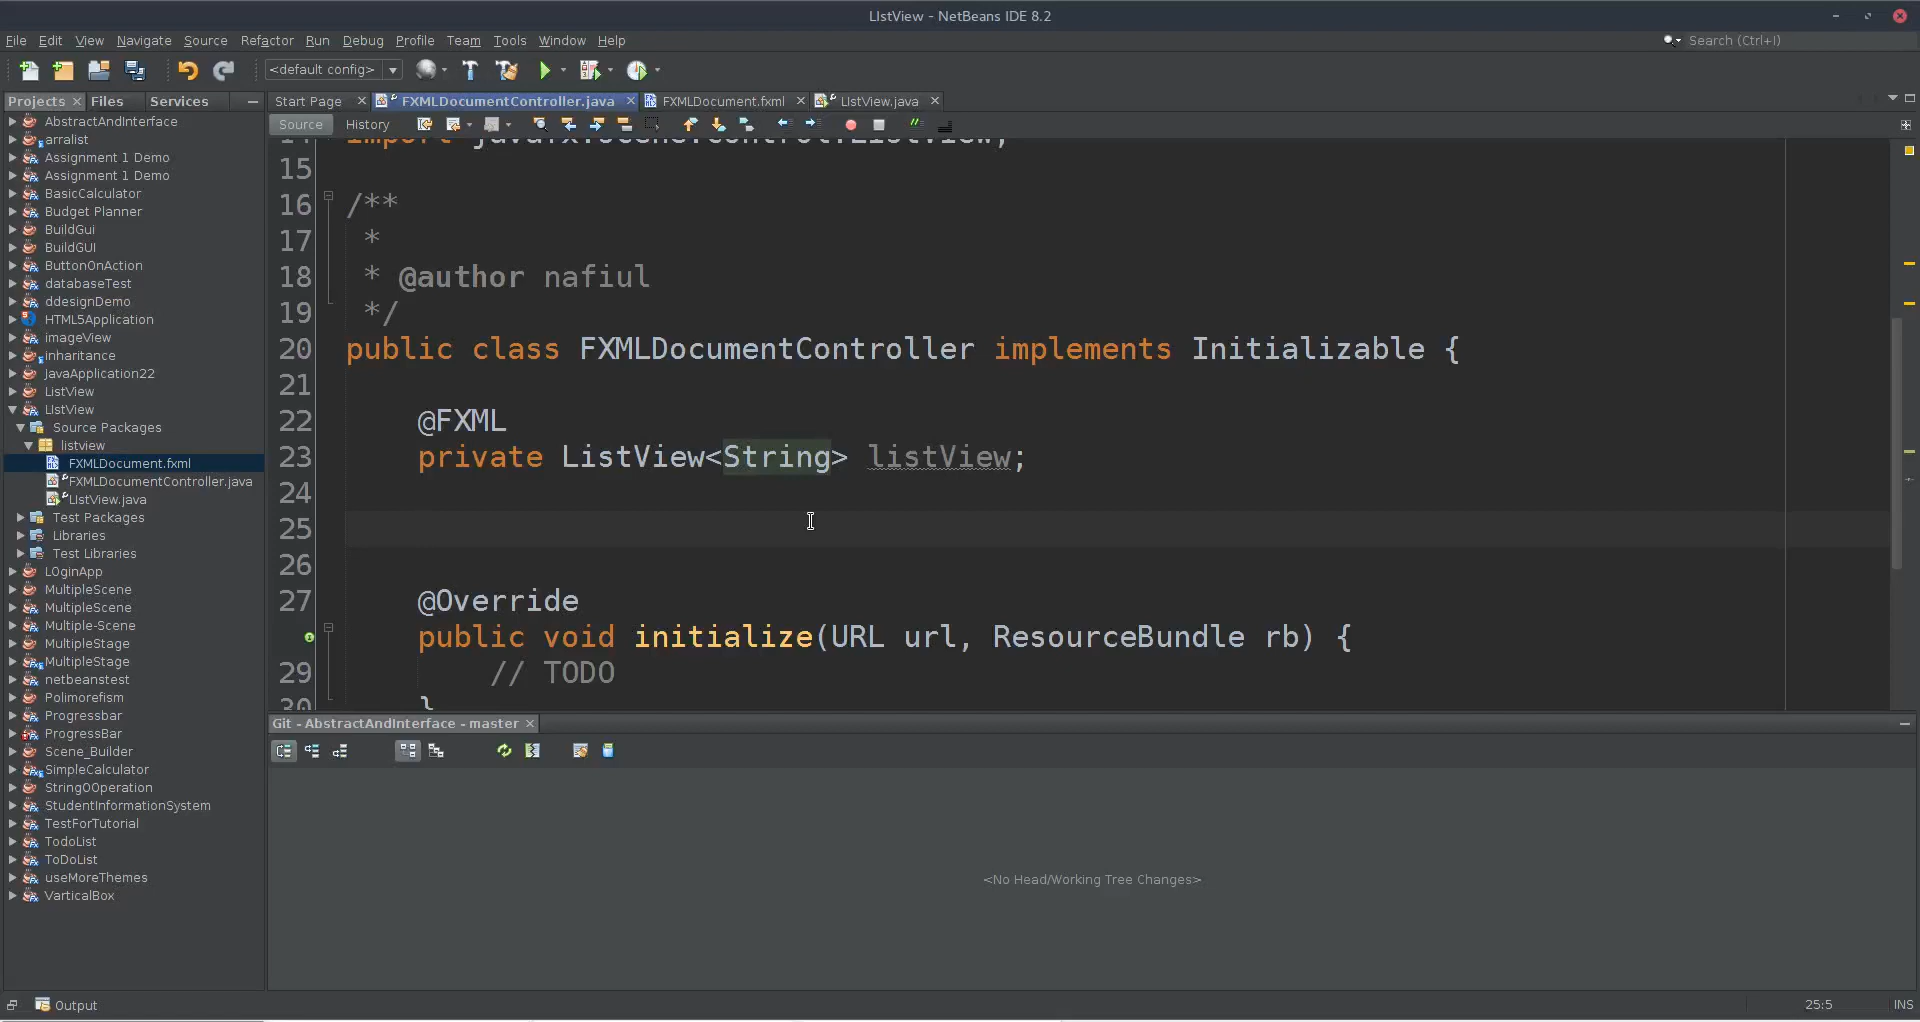 LIstView - NetBeans IDE 8.2
File Edit View Navigate Source Refactor Run Debug Profile Team Tools Window Help
Search (Ctrl+I)
<default config>
Projects Files Services
Start Page FXMLDocumentController.java FXMLDocument.fxml LIstView.java
Source History
AbstractAndInterface
arralist
Assignment 1 Demo
Assignment 1 Demo
BasicCalculator
Budget Planner
BuildGui
BuildGUI
ButtonOnAction
databaseTest
ddesignDemo
HTML5Application
imageView
inharitance
JavaApplication22
ListView
LIstView
Source Packages
listview
FXMLDocument.fxml
FXMLDocumentController.java
LIstView.java
Test Packages
Libraries
Test Libraries
LOginApp
MultipleScene
MultipleScene
Multiple-Scene
MultipleStage
MultipleStage
netbeanstest
Polimorefism
Progressbar
ProgressBar
Scene_Builder
SimpleCalculator
StringOOperation
StudentInformationSystem
TestForTutorial
TodoList
ToDoList
useMoreThemes
VarticalBox
14 import javafx.scene.control.ListView;
15
16 /**
17 *
18 * @author nafiul
19 */
20 public class FXMLDocumentController implements Initializable {
21
22 @FXML
23 private ListView<String> listView;
24
25
26
27 @Override
public void initialize(URL url, ResourceBundle rb) {
29 // TODO
30 }
Git - AbstractAndInterface - master
<No Head/Working Tree Changes>
Output
25:5 INS